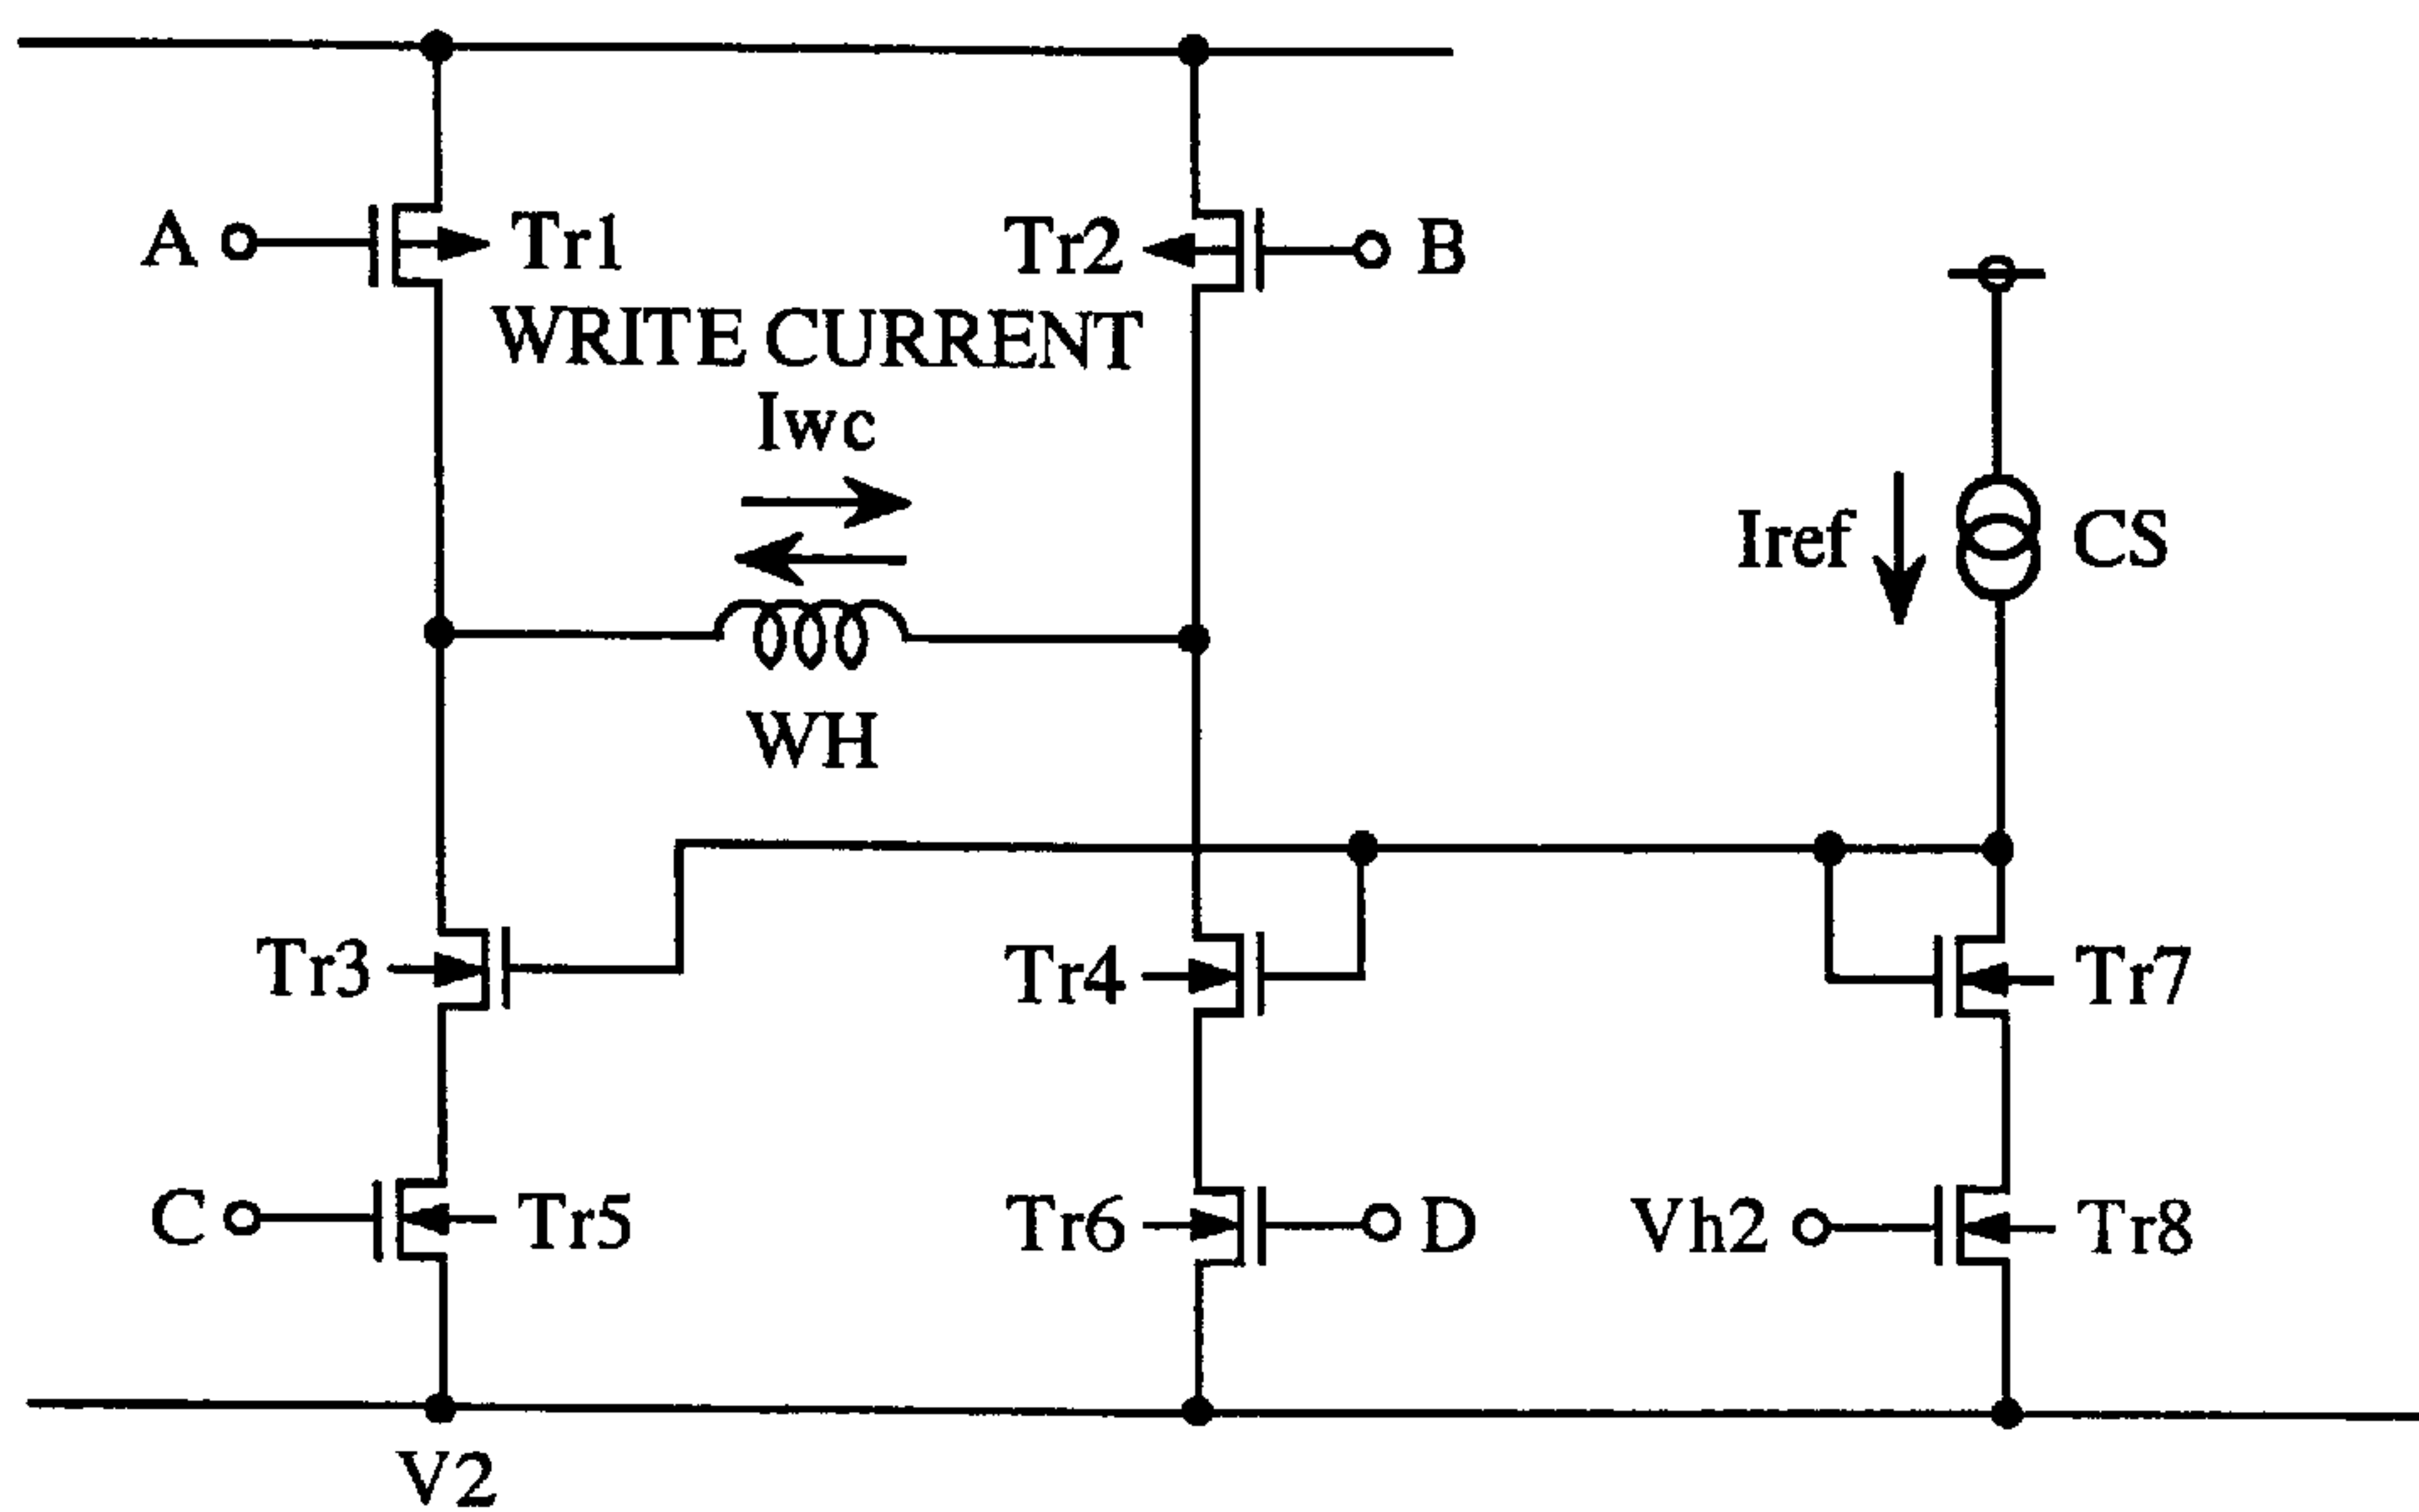 A
Tr1
Tr2
B
WRITE CURRENT
Iwc
Iref
CS
WH
Tr3
Tr4
Tr7
C
Tr5
Tr6
D
Vh2
Tr8
V2